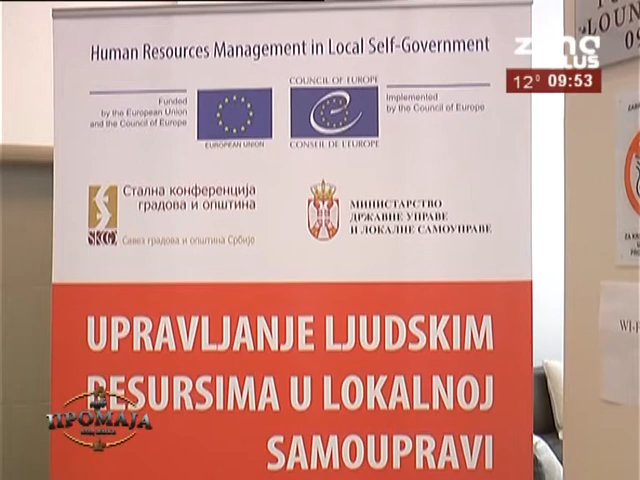 Human Resources Management in Local Self-Government
Funded
by the European Union
and the Council of Europe
EUROPEAN UNION
COUNCIL OF EUROPE
CONSEIL DE L'EUROPE
Implemented
by the Council of Europe
Стална конференција
градова и општина
SKGO
Савез градова и општина Србије
МИНИСТАРСТВО
ДРЖАВНЕ УПРАВЕ
И ЛОКАЛНЕ САМОУПРАВЕ
UPRAVLJANJE LJUDSKIM
RESURSIMA U LOKALNOJ
SAMOUPRAVI
zona
PLUS
12° 09:53
ПРОМАЈА
LOUN